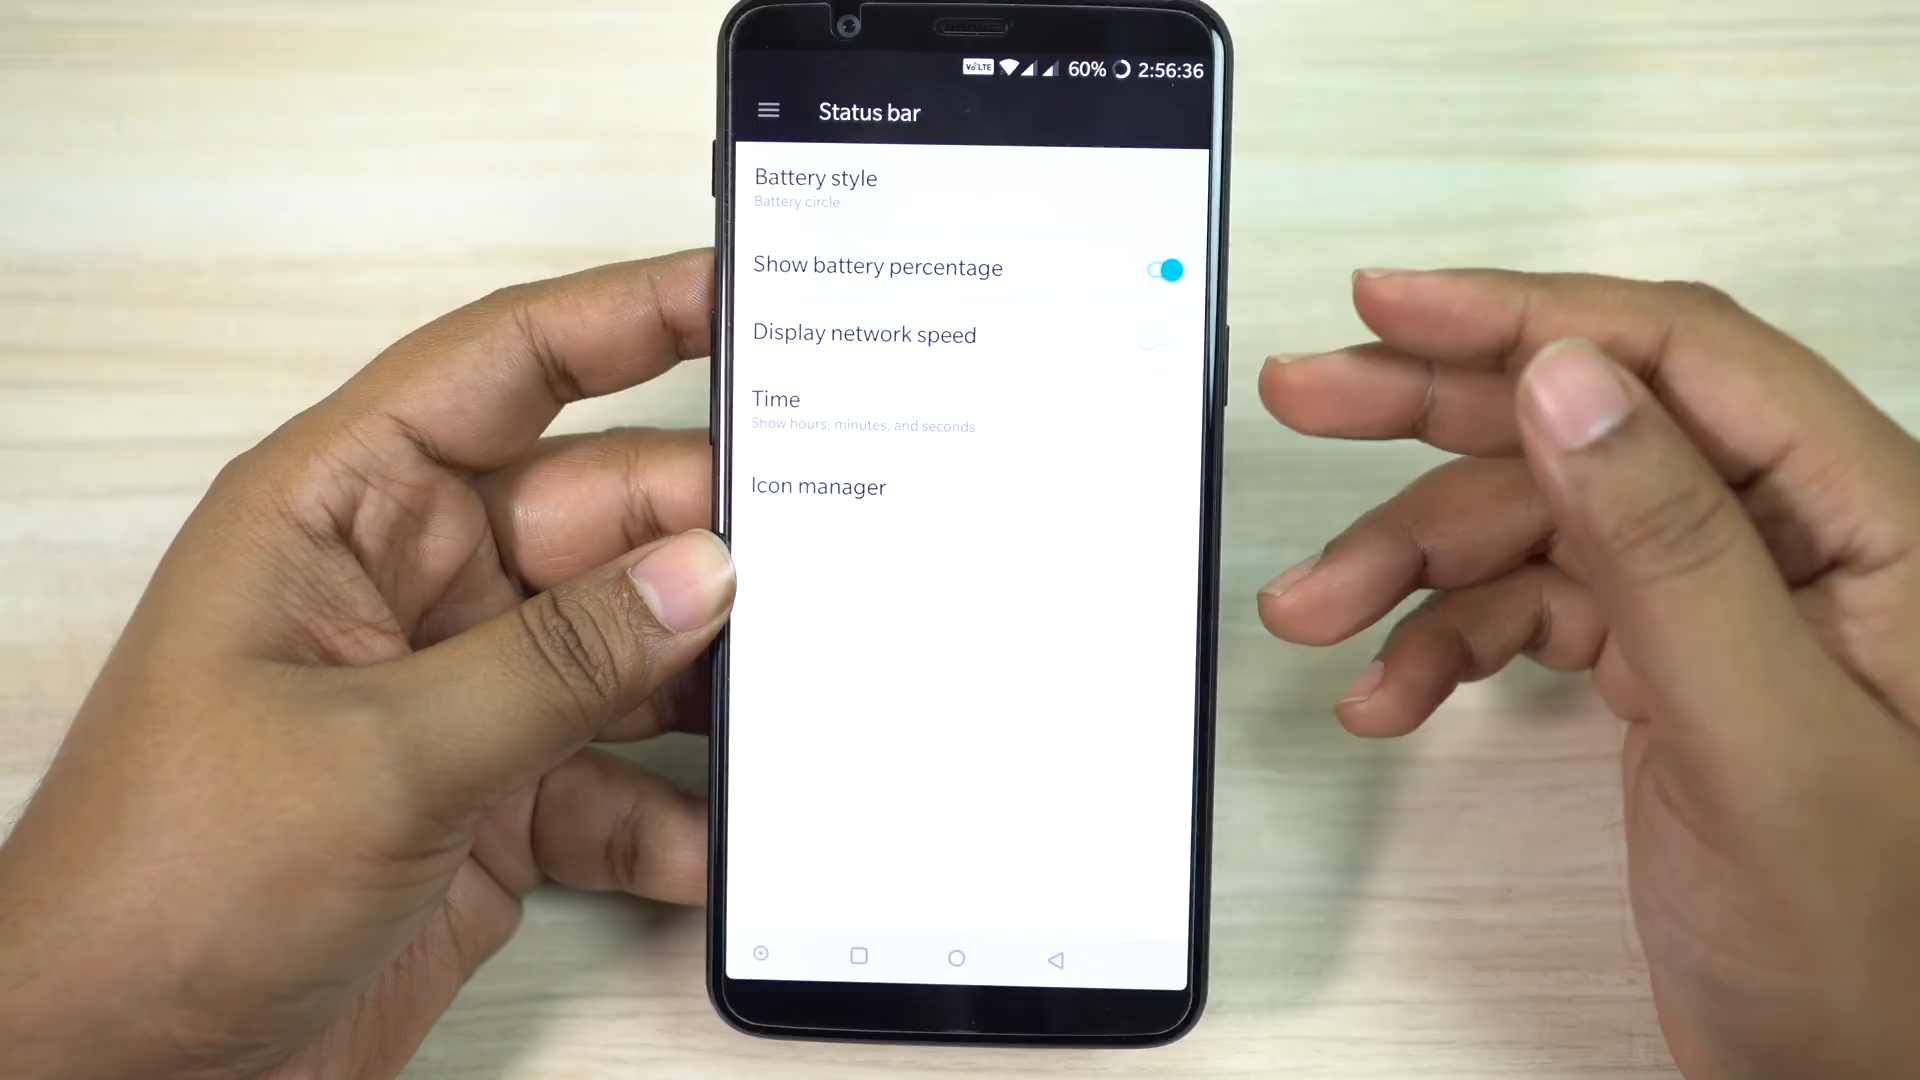 VoLTE 60% 2:56:36
Status bar
Battery style
Battery circle
Show battery percentage
Display network speed
Time
Show hours, minutes, and seconds
Icon manager